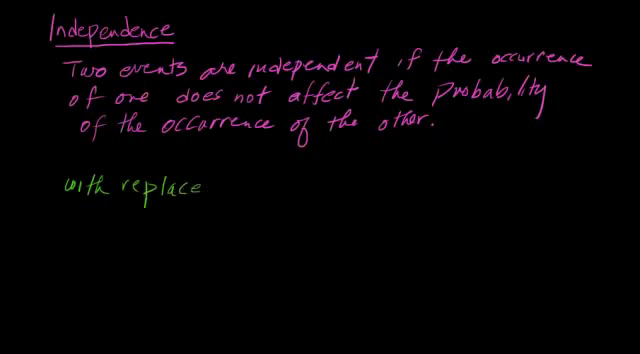 Independence
Two events are independent if the occurrence
of one does not affect the Probability
of the occurrence of the other.
with replace